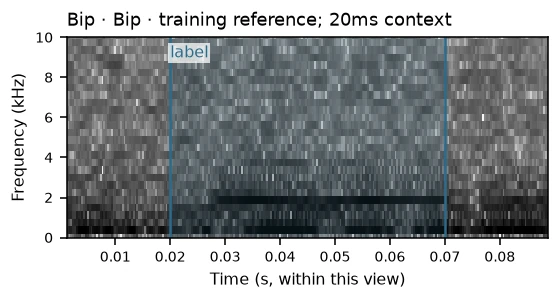 Bip · Bip · training reference; 20ms context
label
Frequency (kHz)
10
8
6
4
2
0
0.01 0.02 0.03 0.04 0.05 0.06 0.07 0.08
Time (s, within this view)